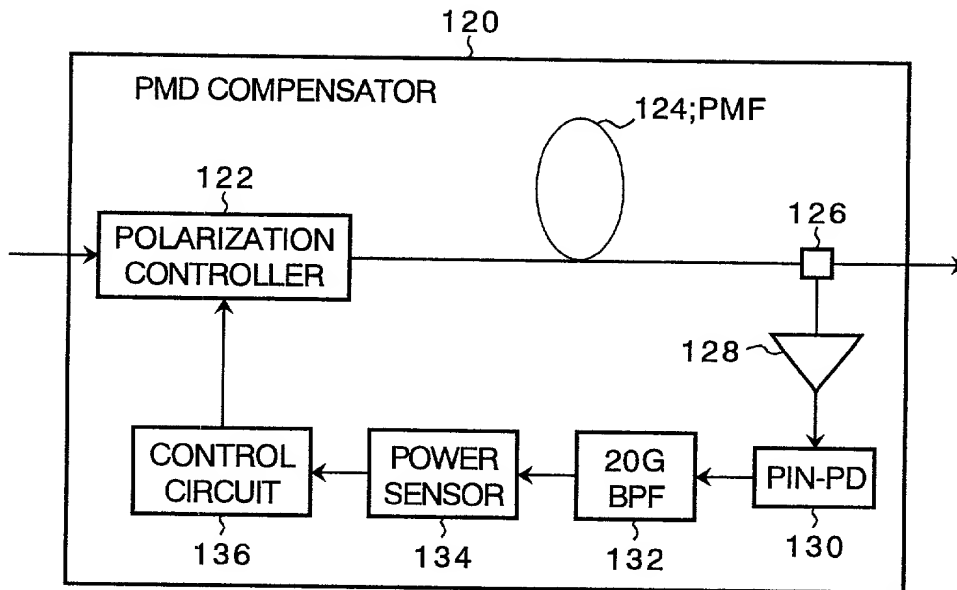 120
PMD COMPENSATOR
124;PMF
122
126
POLARIZATION
CONTROLLER
128
CONTROL
CIRCUIT
POWER
SENSOR
20G
BPF
PIN-PD
136
134
132
130